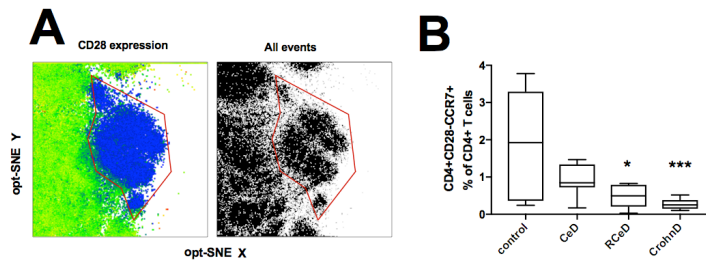 A
CD28 expression
All events
opt-SNE Y
opt-SNE X
B
CD4+CD28-CCR7+
% of CD4+ T cells
4
3
2
1
0
*
***
control
CeD
RCeD
CrohnD